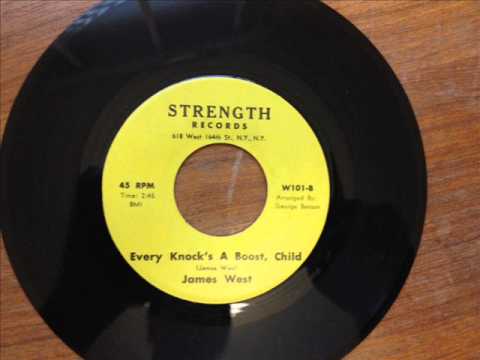 STRENGTH
RECORDS
618 West 164th St., N.Y., N.Y.
45 RPM
Time: 2:45
BMI
W101-B
Arranged By:
George Benson
Every Knock's A Boost, Child
(James West)
James West